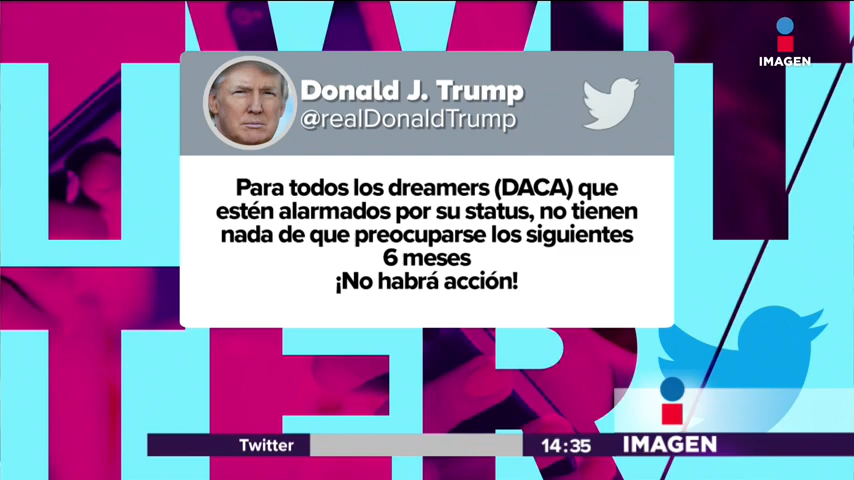 TWITTER
IMAGEN
Donald J. Trump
@realDonaldTrump
Para todos los dreamers (DACA) que
estén alarmados por su status, no tienen
nada de que preocuparse los siguientes
6 meses
¡No habrá acción!
Twitter
14:35
IMAGEN